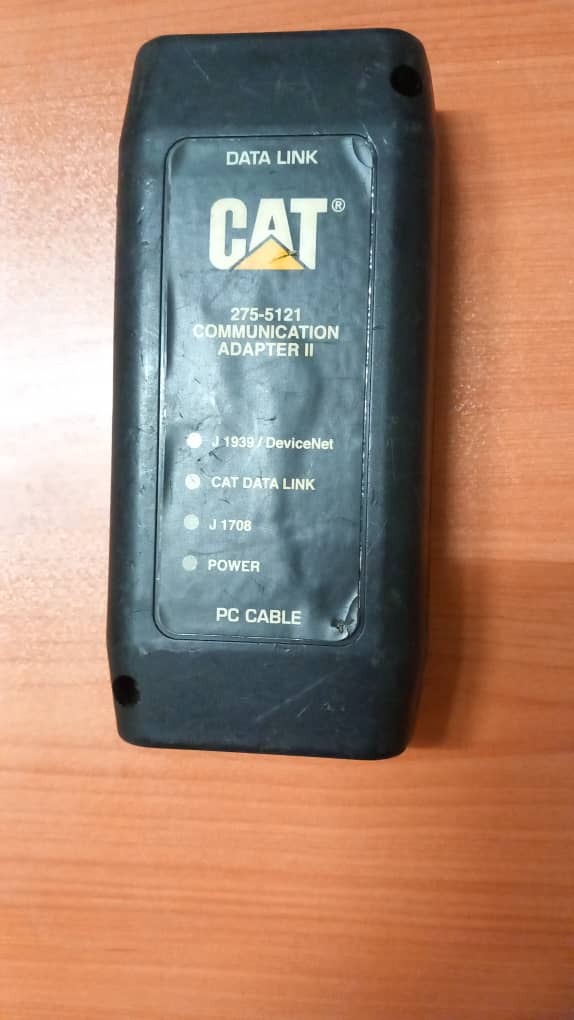 DATA LINK
CAT®
275-5121
COMMUNICATION
ADAPTER II
J 1939 / DeviceNet
CAT DATA LINK
J 1708
POWER
PC CABLE